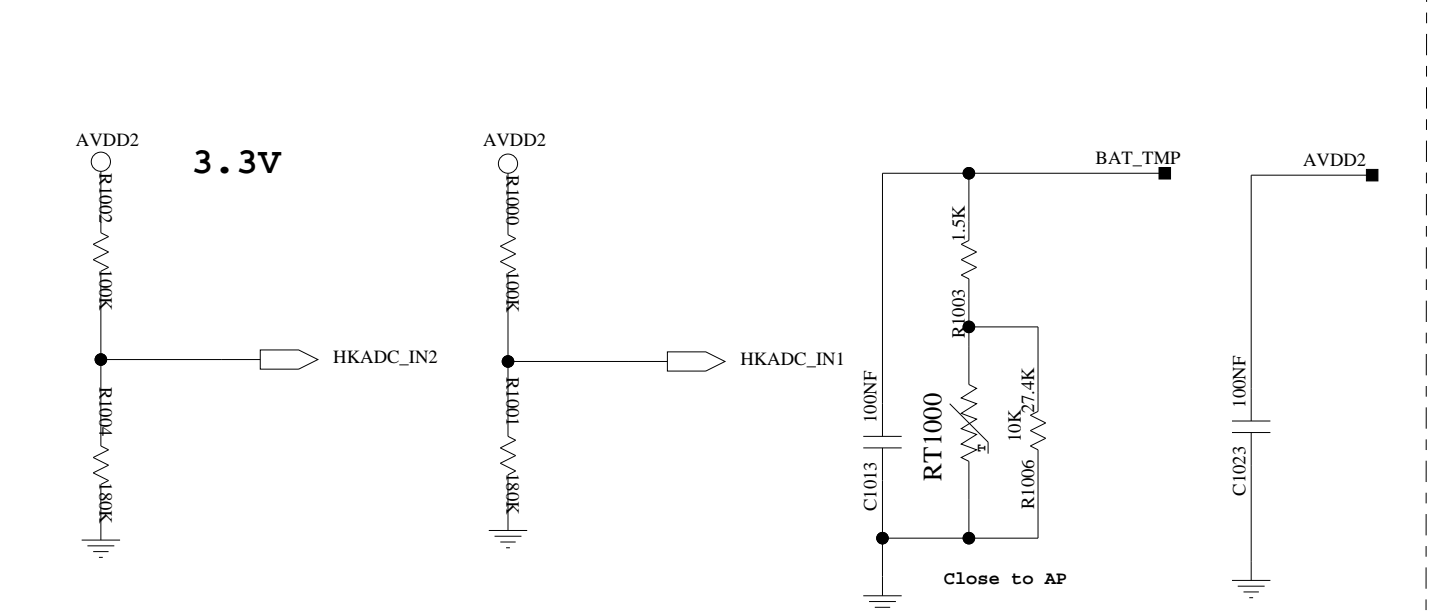 AVDD2
3.3V
R1002
100K
HKADC_IN2
R1004
180K
AVDD2
R1000
100K
HKADC_IN1
R1001
180K
BAT_TMP
1.5K
R1003
100NF
C1013
RT1000
T
10K
27.4K
R1006
Close to AP
AVDD2
100NF
C1023